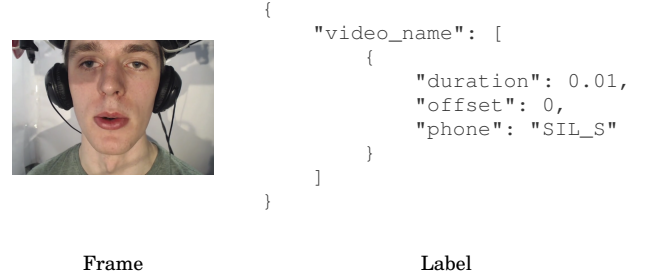 {
"video_name": [
{
"duration": 0.01,
"offset": 0,
"phone": "SIL_S"
}
]
}
Frame
Label